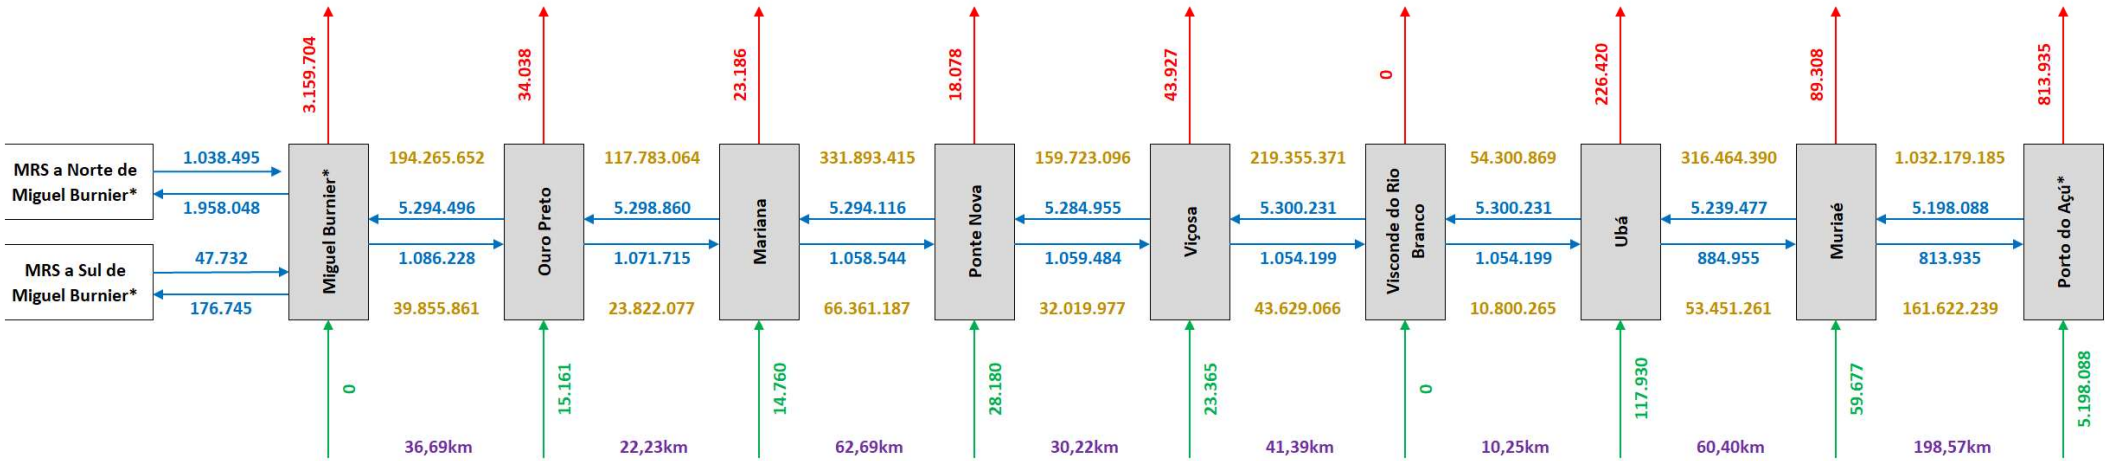 3.159.704
34.038
23.186
18.078
43.927
0
226.420
89.308
813.935
MRS a Norte de
Miguel Burnier*
1.038.495
1.958.048
MRS a Sul de
Miguel Burnier*
47.732
176.745
Miguel Burnier*
194.265.652
5.294.496
1.086.228
39.855.861
Ouro Preto
117.783.064
5.298.860
1.071.715
23.822.077
Mariana
331.893.415
5.294.116
1.058.544
66.361.187
Ponte Nova
159.723.096
5.284.955
1.059.484
32.019.977
Viçosa
219.355.371
5.300.231
1.054.199
43.629.066
Visconde do Rio
Branco
54.300.869
5.300.231
1.054.199
10.800.265
Ubá
316.464.390
5.239.477
884.955
53.451.261
Muriaé
1.032.179.185
5.198.088
813.935
161.622.239
Porto do Açú*
0
15.161
14.760
28.180
23.365
0
117.930
59.677
5.198.088
36,69km
22,23km
62,69km
30,22km
41,39km
10,25km
60,40km
198,57km